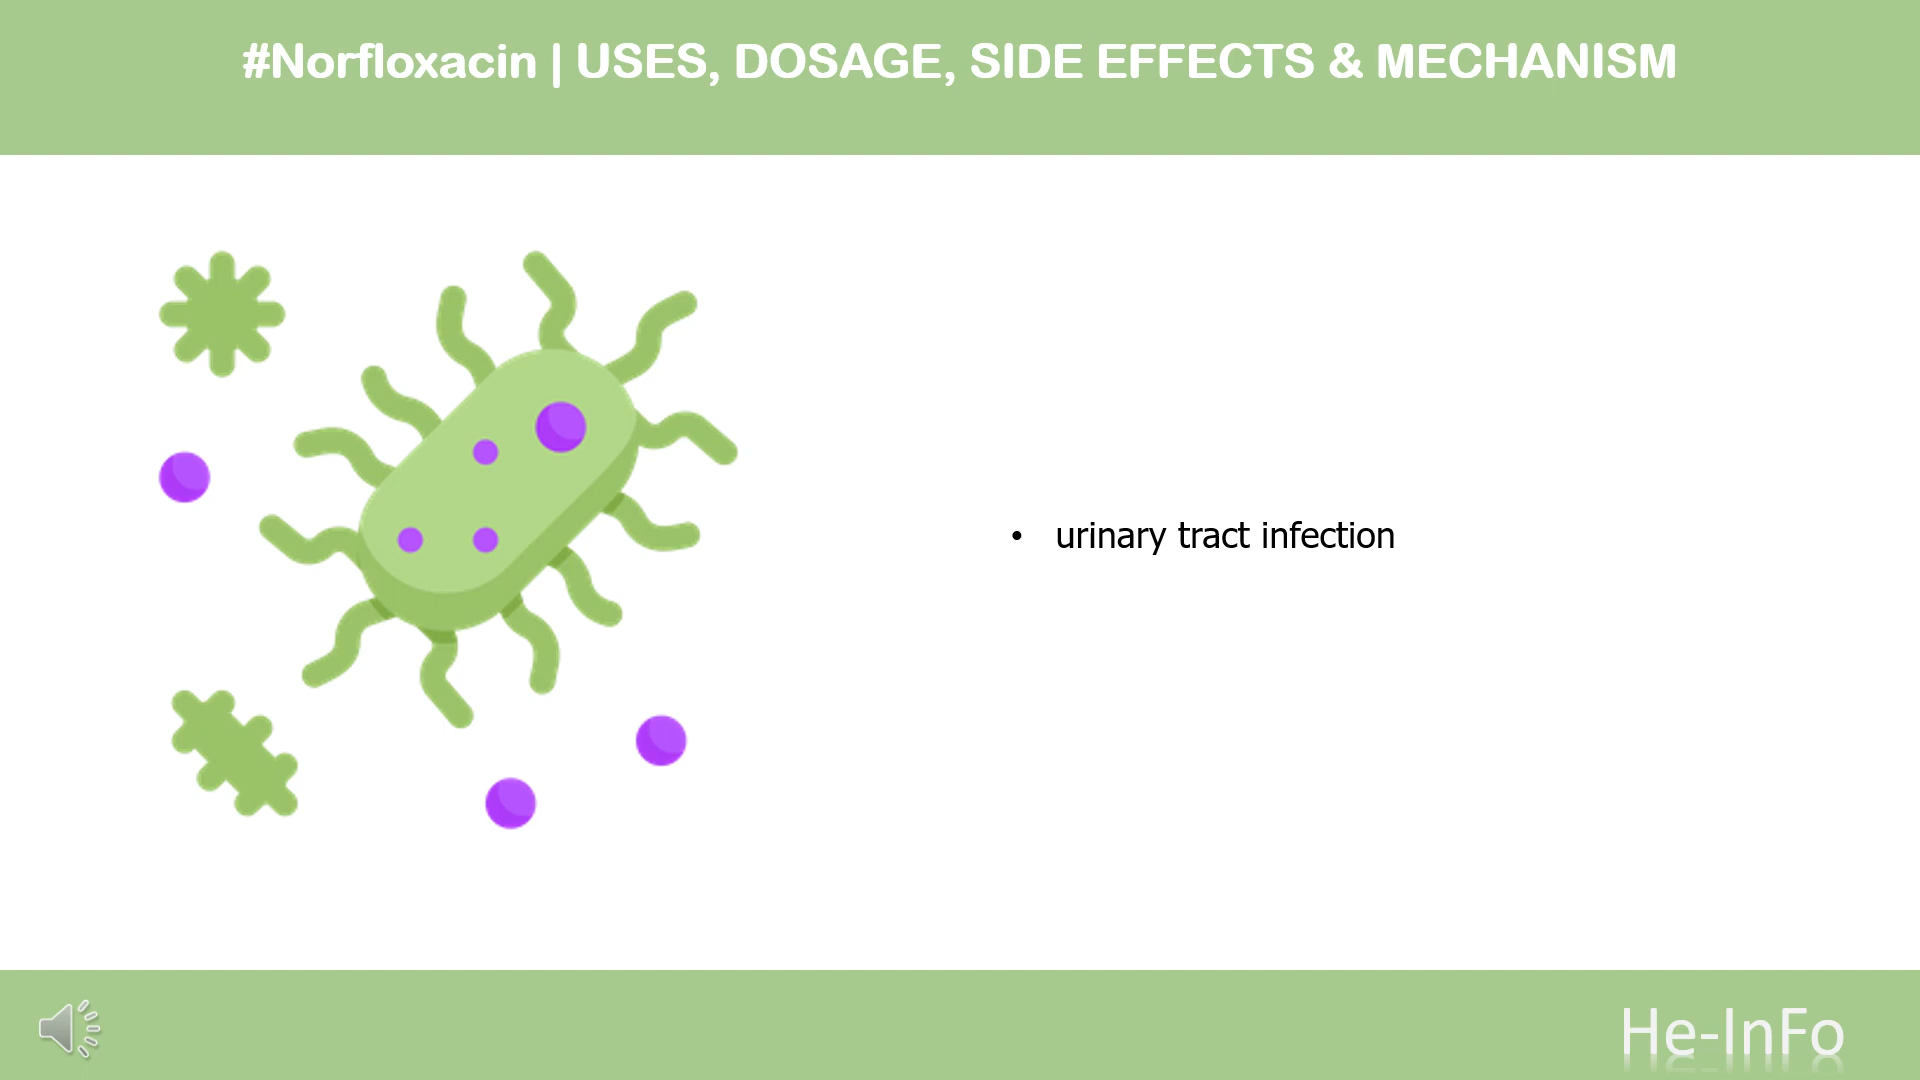 #Norfloxacin | USES, DOSAGE, SIDE EFFECTS & MECHANISM
• urinary tract infection
He-InFo